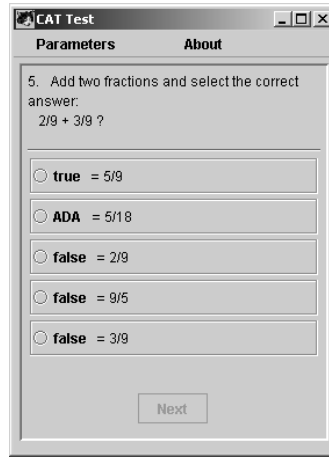 CAT Test
Parameters About
5. Add two fractions and select the correct
answer:
2/9 + 3/9 ?
true = 5/9
ADA = 5/18
false = 2/9
false = 9/5
false = 3/9
Next